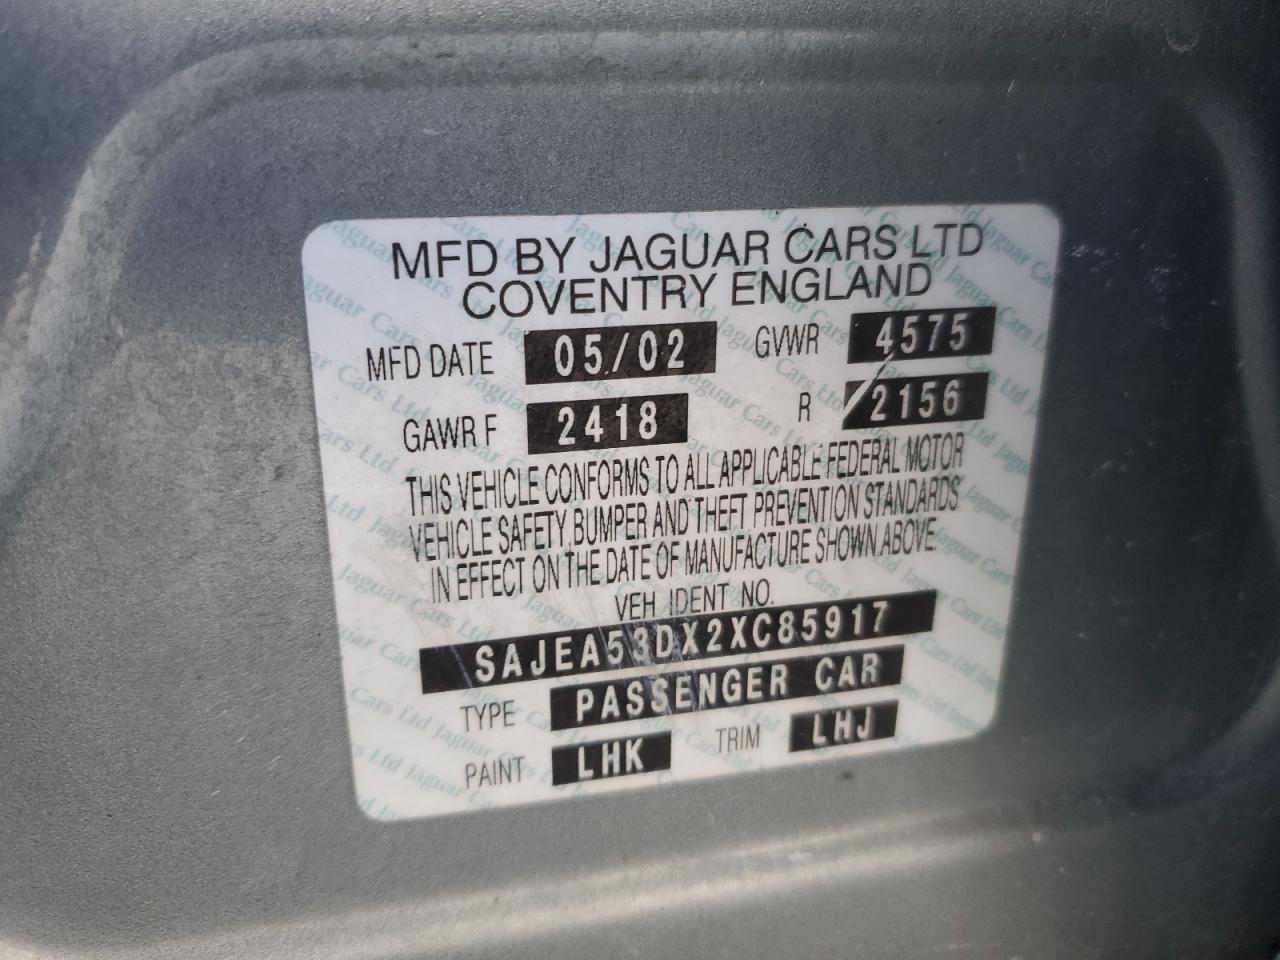 MFD BY JAGUAR CARS LTD
COVENTRY ENGLAND
MFD DATE 05/02 GVWR 4575
GAWR F 2418 R 2156
THIS VEHICLE CONFORMS TO ALL APPLICABLE FEDERAL MOTOR
VEHICLE SAFETY, BUMPER AND THEFT PREVENTION STANDARDS
IN EFFECT ON THE DATE OF MANUFACTURE SHOWN ABOVE.
VEH IDENT NO.
SAJEA53DX2XC85917
TYPE PASSENGER CAR
PAINT LHK TRIM LHJ